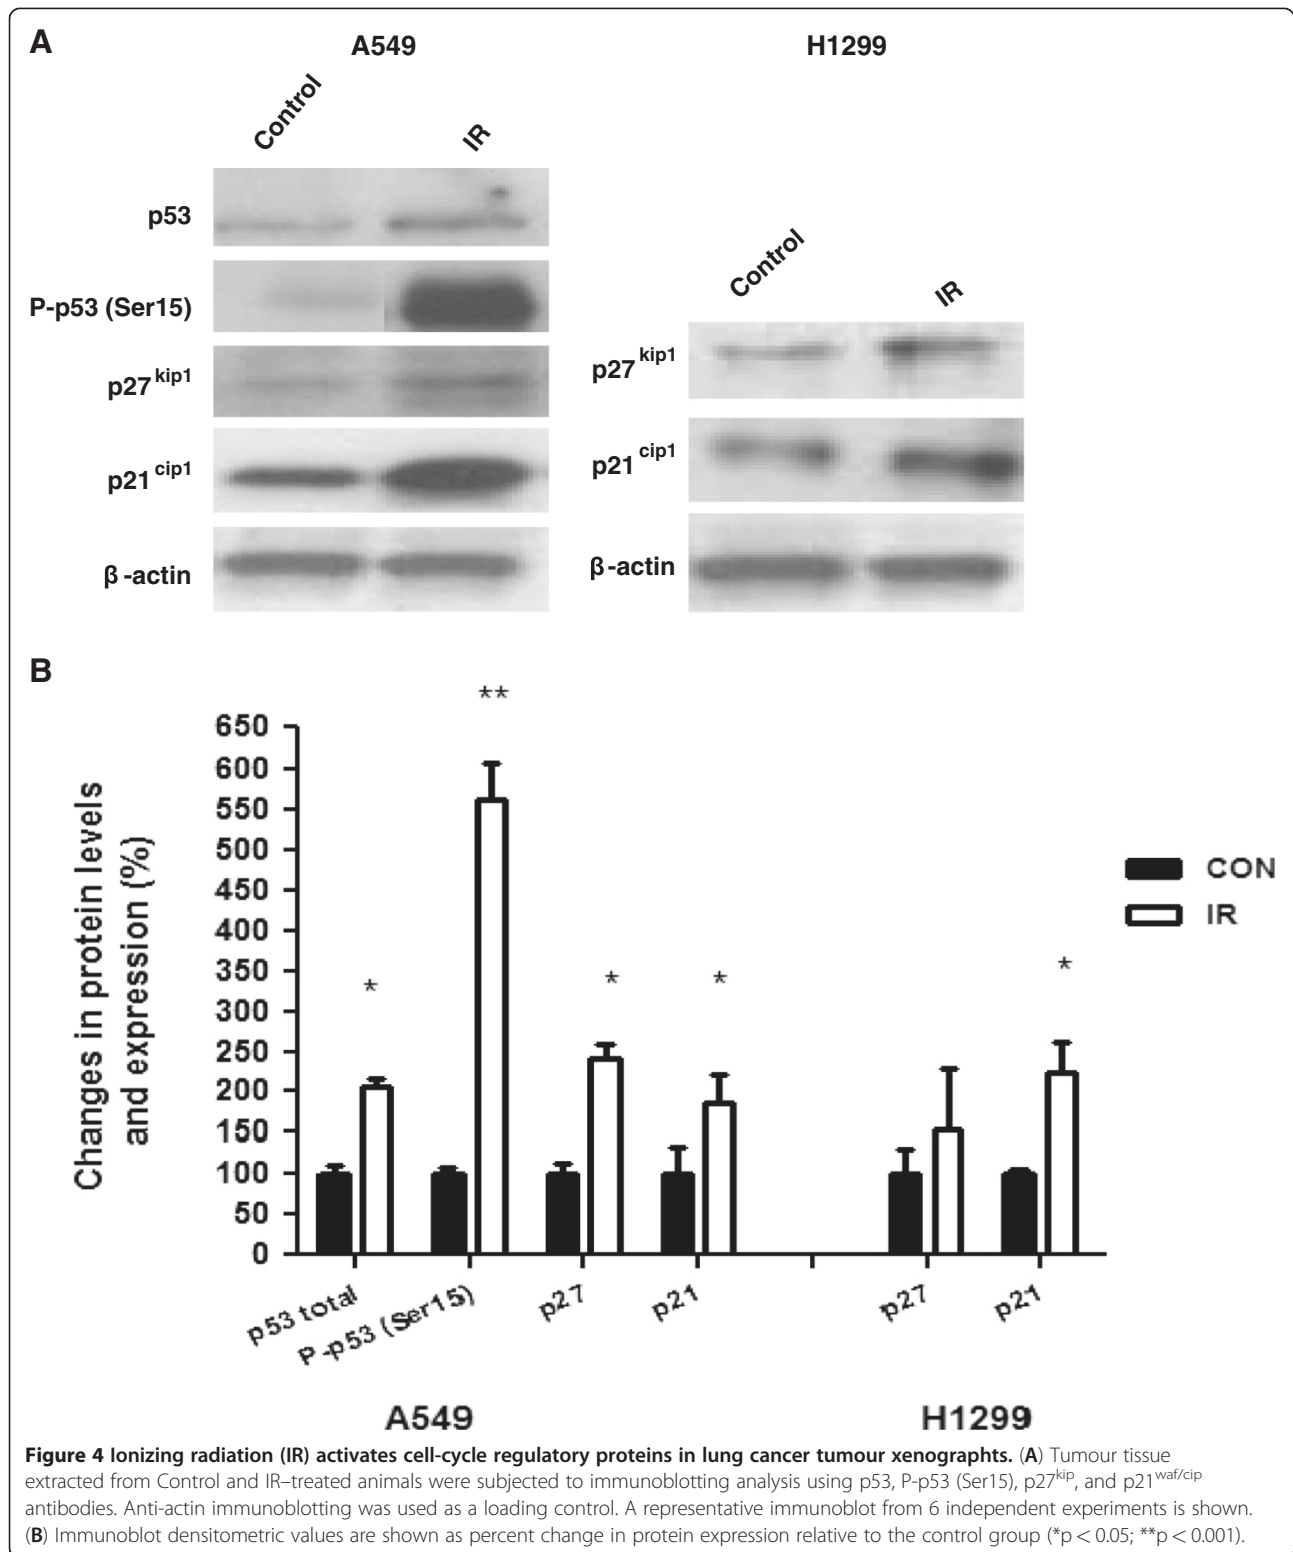 A
A549
H1299
Control
IR
p53
P-p53 (Ser15)
p27 kip1
p21 cip1
β-actin
Control
IR
p27 kip1
p21 cip1
β-actin
B
Changes in protein levels
and expression (%)
650
600
550
500
450
400
350
300
250
200
150
100
50
0
*
**
*
*
*
CON
IR
p53 total
P-p53 (Ser15)
p27
p21
p27
p21
A549
H1299
Figure 4 Ionizing radiation (IR) activates cell-cycle regulatory proteins in lung cancer tumour xenographts. (A) Tumour tissue
extracted from Control and IR–treated animals were subjected to immunoblotting analysis using p53, P-p53 (Ser15), p27kip, and p21waf/cip
antibodies. Anti-actin immunoblotting was used as a loading control. A representative immunoblot from 6 independent experiments is shown.
(B) Immunoblot densitometric values are shown as percent change in protein expression relative to the control group (*p < 0.05; **p < 0.001).